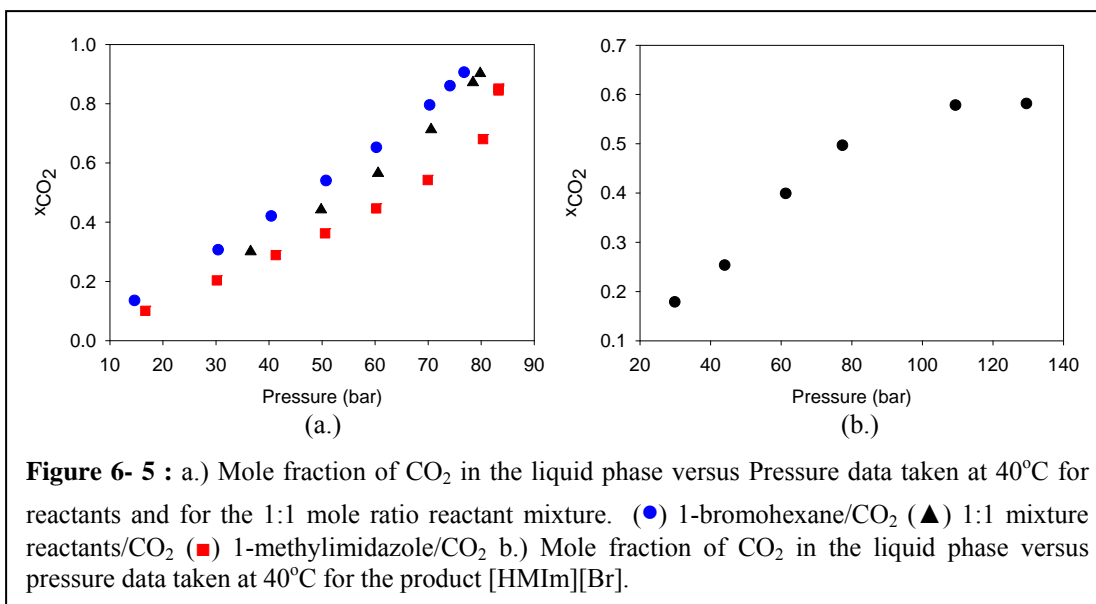 1.0
0.8
0.6
0.4
0.2
0.0
xCO2
10 20 30 40 50 60 70 80 90
Pressure (bar)
(a.)
0.7
0.6
0.5
0.4
0.3
0.2
0.1
xCO2
20 40 60 80 100 120 140
Pressure (bar)
(b.)
Figure 6- 5 : a.) Mole fraction of CO2 in the liquid phase versus Pressure data taken at 40°C for
reactants and for the 1:1 mole ratio reactant mixture. (●) 1-bromohexane/CO2 (▲) 1:1 mixture
reactants/CO2 (■) 1-methylimidazole/CO2 b.) Mole fraction of CO2 in the liquid phase versus
pressure data taken at 40°C for the product [HMIm][Br].